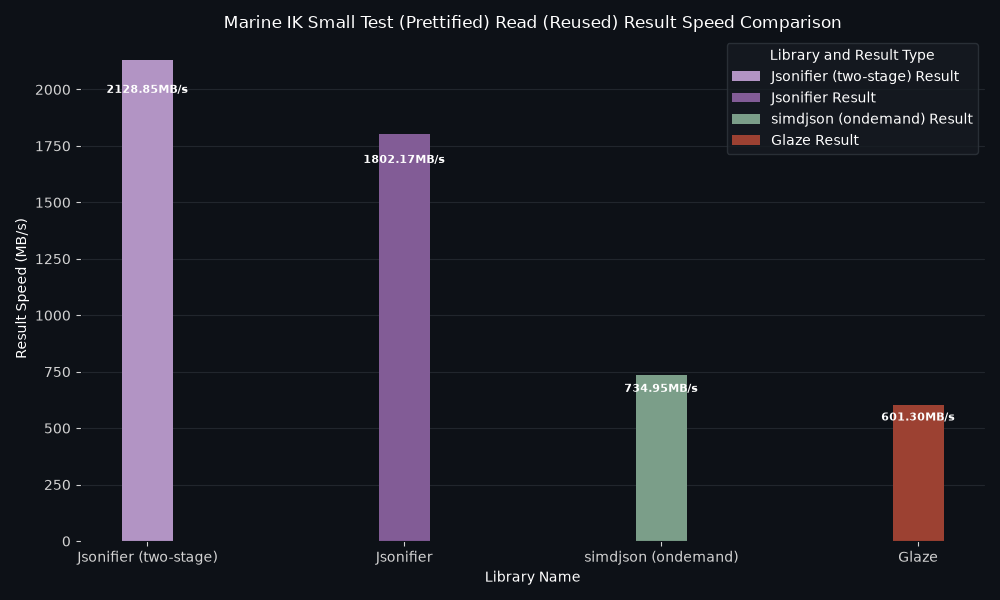 Marine IK Small Test (Prettified) Read (Reused) Result Speed Comparison
Library and Result Type
Jsonifier (two-stage) Result
Jsonifier Result
simdjson (ondemand) Result
Glaze Result
Result Speed (MB/s)
2000
1750
1500
1250
1000
750
500
250
0
2128.85MB/s
1802.17MB/s
734.95MB/s
601.30MB/s
Jsonifier (two-stage)
Jsonifier
simdjson (ondemand)
Glaze
Library Name